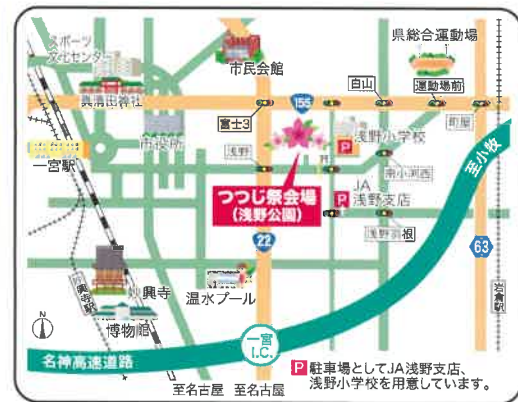 スポーツ
文化センター
市民会館
県総合運動場
真清田神社
富士3
155
白山
運動場前
町屋
市役所
浅野
P
浅野小学校
一宮駅
つつじ祭会場
(浅野公園)
南小渕西
至小牧
P
JA
浅野支店
浅野羽根
22
63
妙興寺駅
妙興寺
温水プール
岩倉駅
博物館
N
一宮
I.C.
名神高速道路
至名古屋 至名古屋
P 駐車場としてJA浅野支店、
浅野小学校を用意しています。